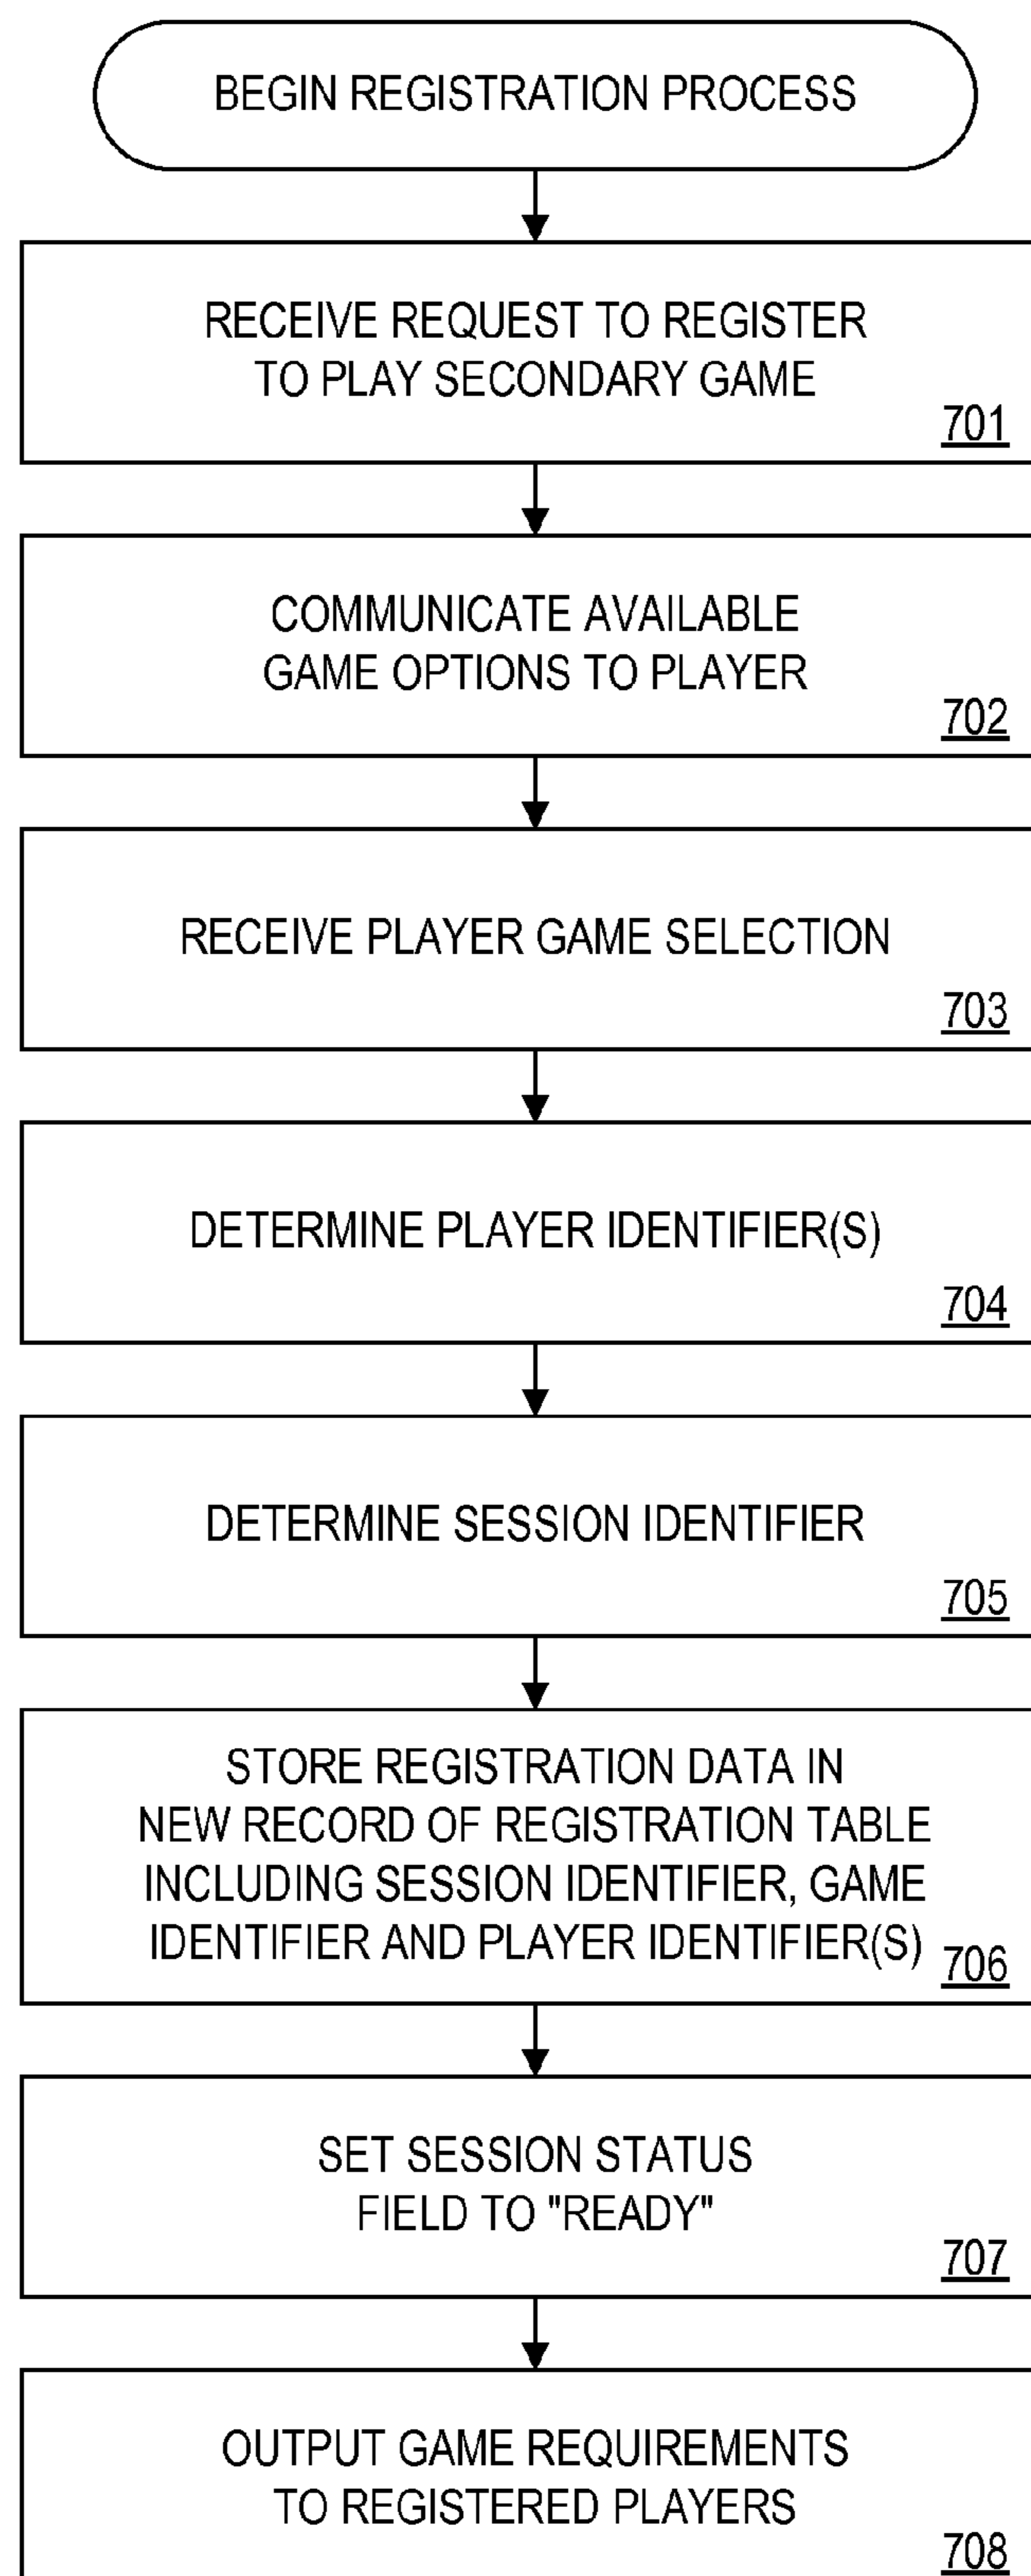 BEGIN REGISTRATION PROCESS
RECEIVE REQUEST TO REGISTER
TO PLAY SECONDARY GAME
701
COMMUNICATE AVAILABLE
GAME OPTIONS TO PLAYER
702
RECEIVE PLAYER GAME SELECTION
703
DETERMINE PLAYER IDENTIFIER(S)
704
DETERMINE SESSION IDENTIFIER
705
STORE REGISTRATION DATA IN
NEW RECORD OF REGISTRATION TABLE
INCLUDING SESSION IDENTIFIER, GAME
IDENTIFIER AND PLAYER IDENTIFIER(S)
706
SET SESSION STATUS
FIELD TO "READY"
707
OUTPUT GAME REQUIREMENTS
TO REGISTERED PLAYERS
708